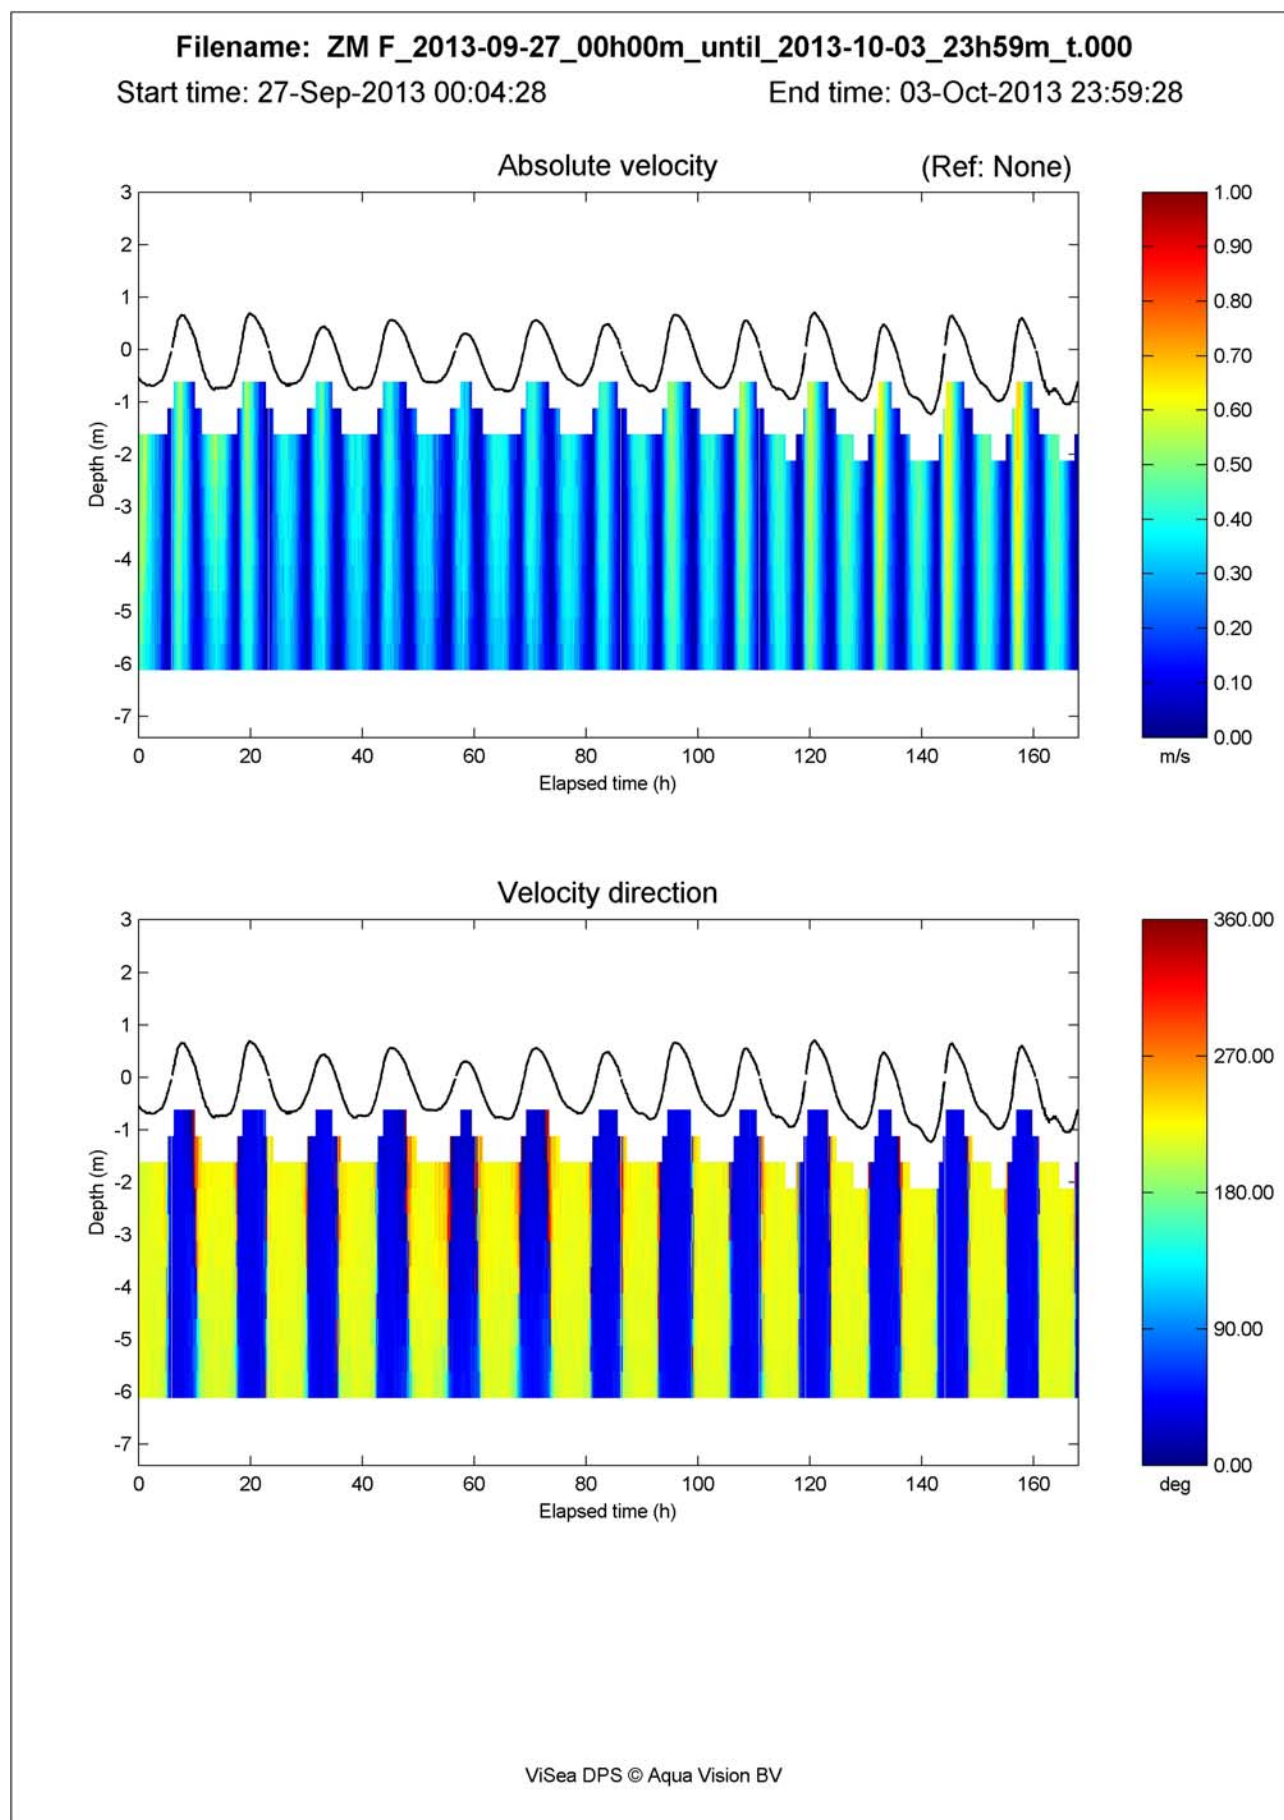 Filename: ZM F_2013-09-27_00h00m_until_2013-10-03_23h59m_t.000
Start time: 27-Sep-2013 00:04:28 End time: 03-Oct-2013 23:59:28
Absolute velocity (Ref: None)
3
2
1
0
-1
-2
-3
-4
-5
-6
-7
Depth (m)
0 20 40 60 80 100 120 140 160
Elapsed time (h)
1.00
0.90
0.80
0.70
0.60
0.50
0.40
0.30
0.20
0.10
0.00
m/s
Velocity direction
3
2
1
0
-1
-2
-3
-4
-5
-6
-7
Depth (m)
0 20 40 60 80 100 120 140 160
Elapsed time (h)
360.00
270.00
180.00
90.00
0.00
deg
ViSea DPS © Aqua Vision BV